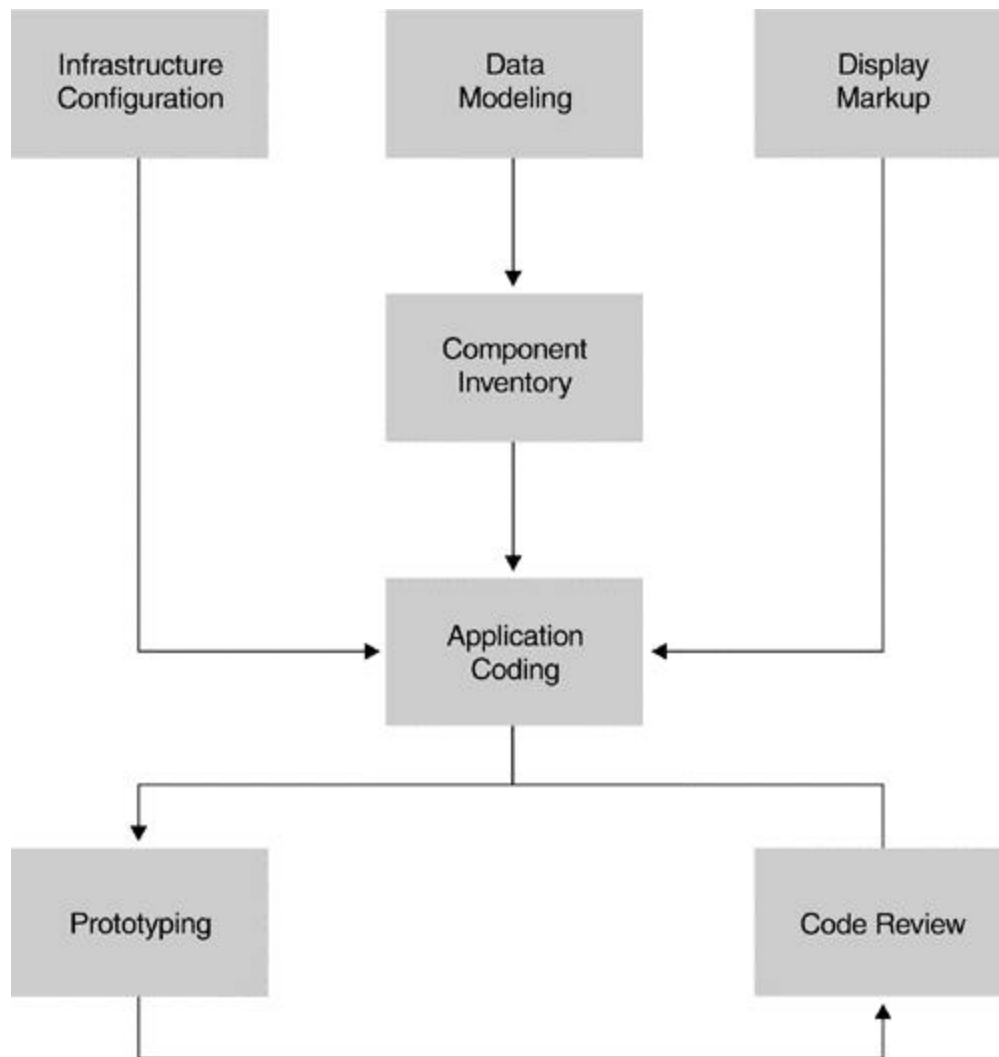 Infrastructure
Configuration
Data
Modeling
Display
Markup
Component
Inventory
Application
Coding
Prototyping
Code Review